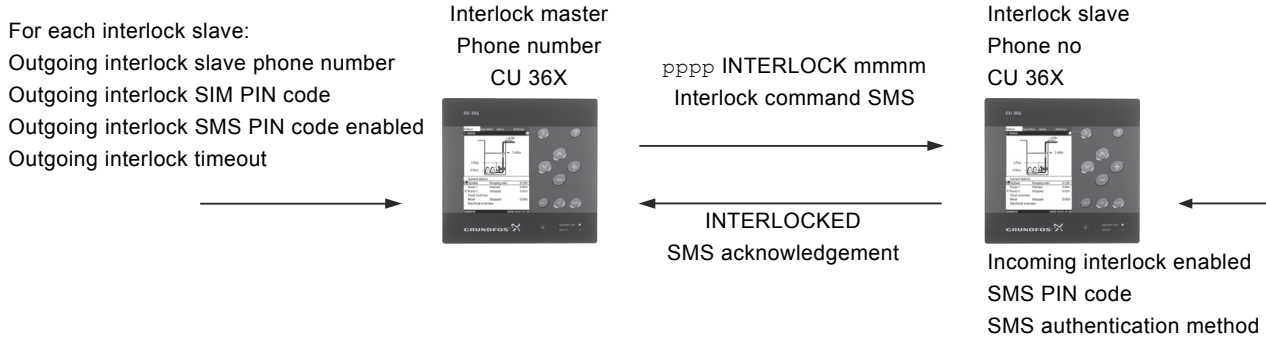 For each interlock slave:
Outgoing interlock slave phone number
Outgoing interlock SIM PIN code
Outgoing interlock SMS PIN code enabled
Outgoing interlock timeout
Interlock master
Phone number
CU 36X
GRUNDFOS
pppp INTERLOCK mmmm
Interlock command SMS
INTERLOCKED
SMS acknowledgement
Interlock slave
Phone no
CU 36X
GRUNDFOS
Incoming interlock enabled
SMS PIN code
SMS authentication method